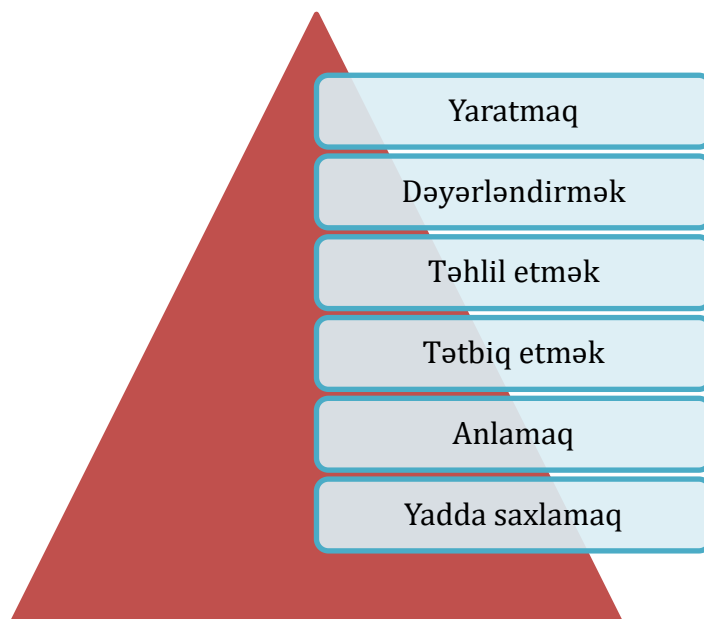 Yaratmaq
Dəyərləndirmək
Təhlil etmək
Tətbiq etmək
Anlamaq
Yadda saxlamaq